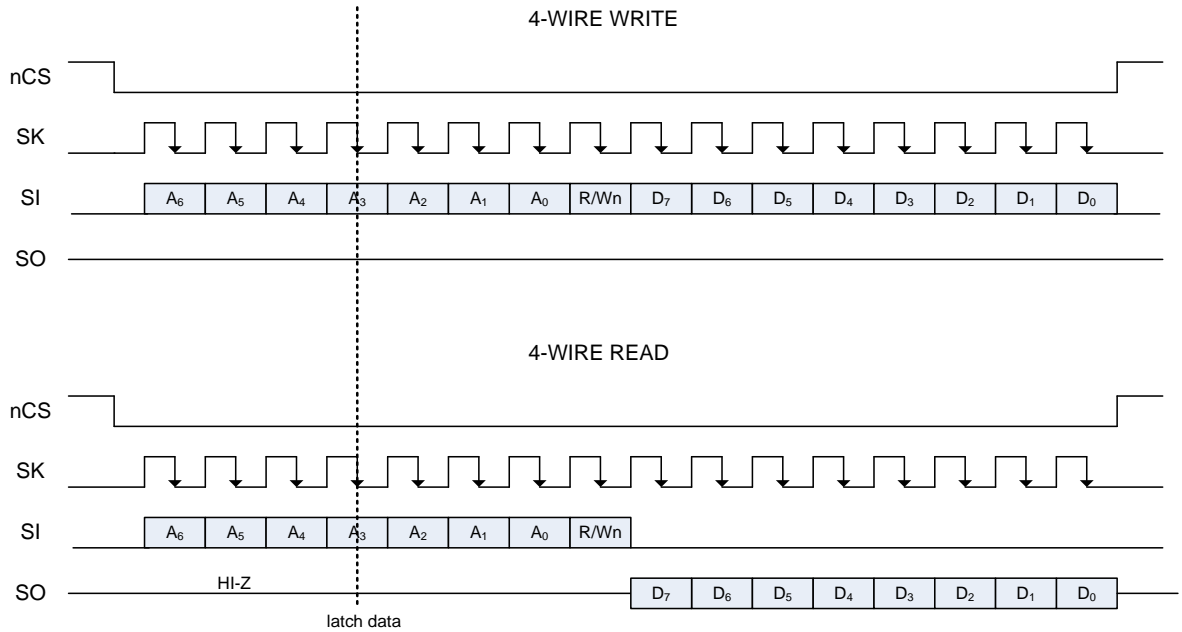 4-WIRE WRITE
nCS
SK
SI A6 A5 A4 A3 A2 A1 A0 R/Wn D7 D6 D5 D4 D3 D2 D1 D0
SO
4-WIRE READ
nCS
SK
SI A6 A5 A4 A3 A2 A1 A0 R/Wn
SO HI-Z D7 D6 D5 D4 D3 D2 D1 D0
latch data